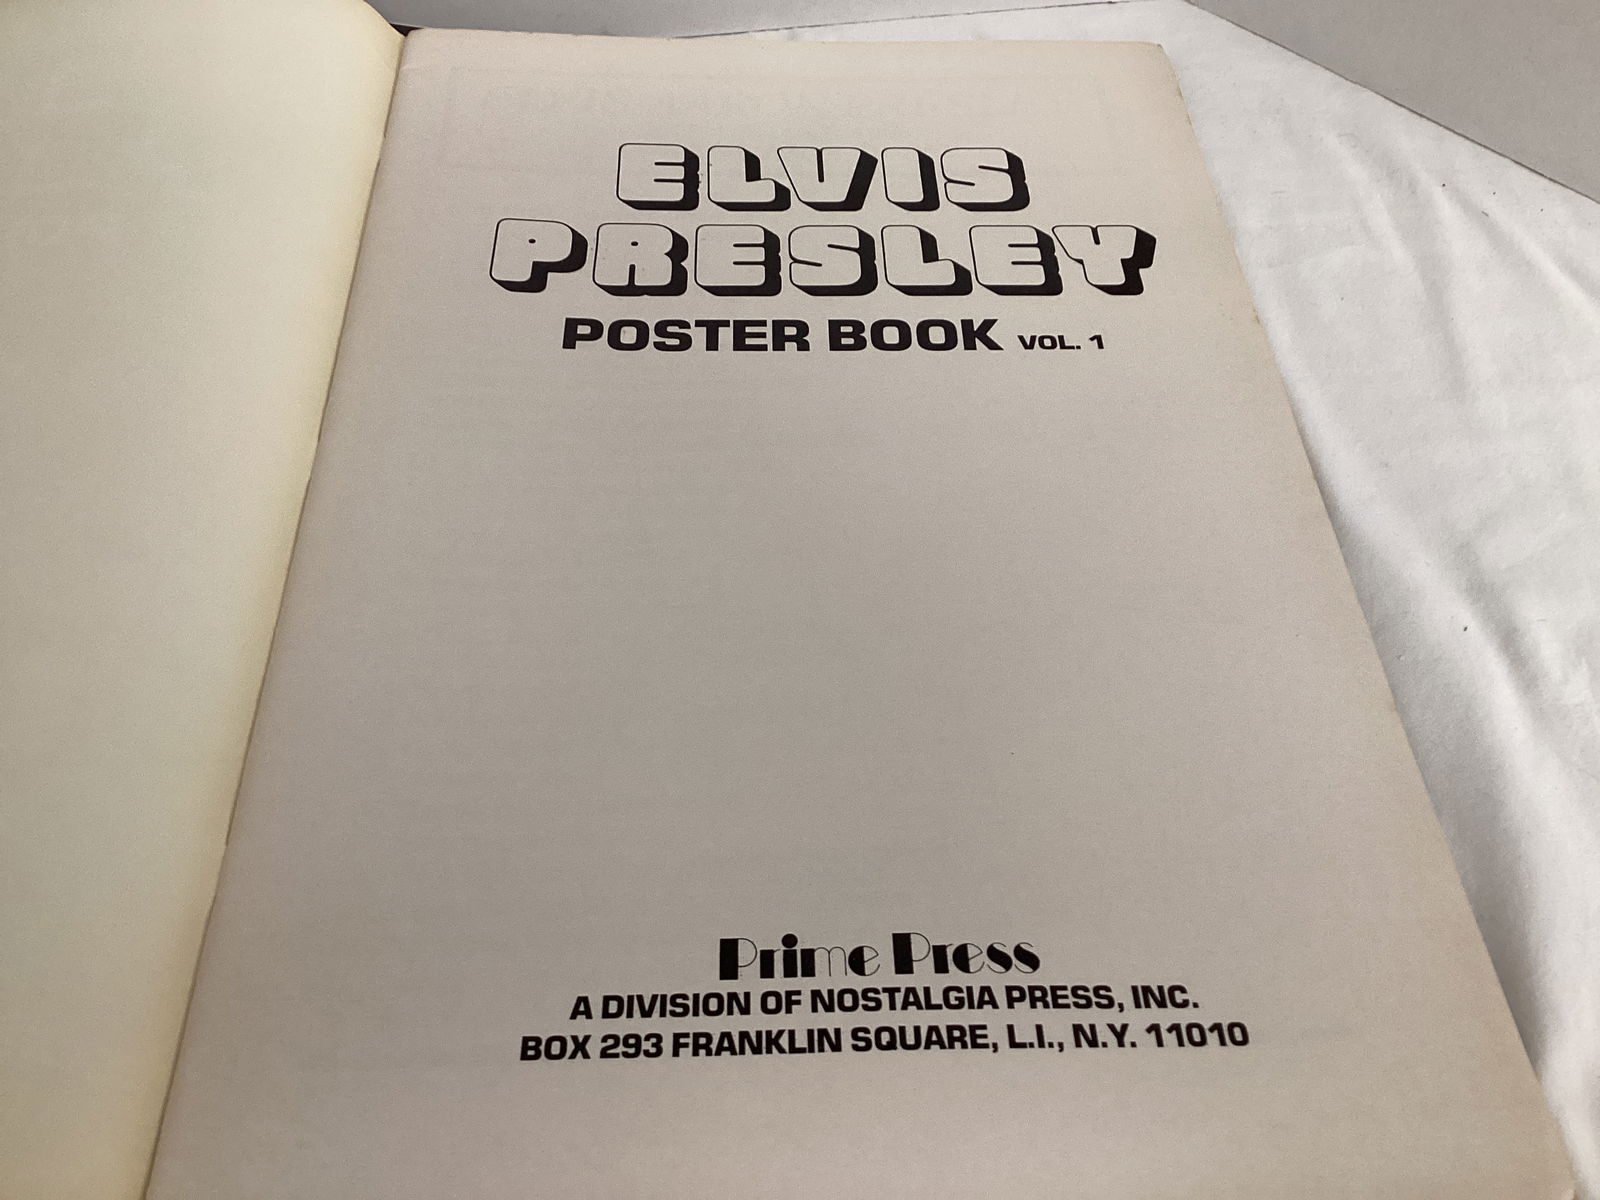 ELVIS
PRESLEY
POSTER BOOK VOL. 1
Prime Press
A DIVISION OF NOSTALGIA PRESS, INC.
BOX 293 FRANKLIN SQUARE, L.I., N.Y. 11010